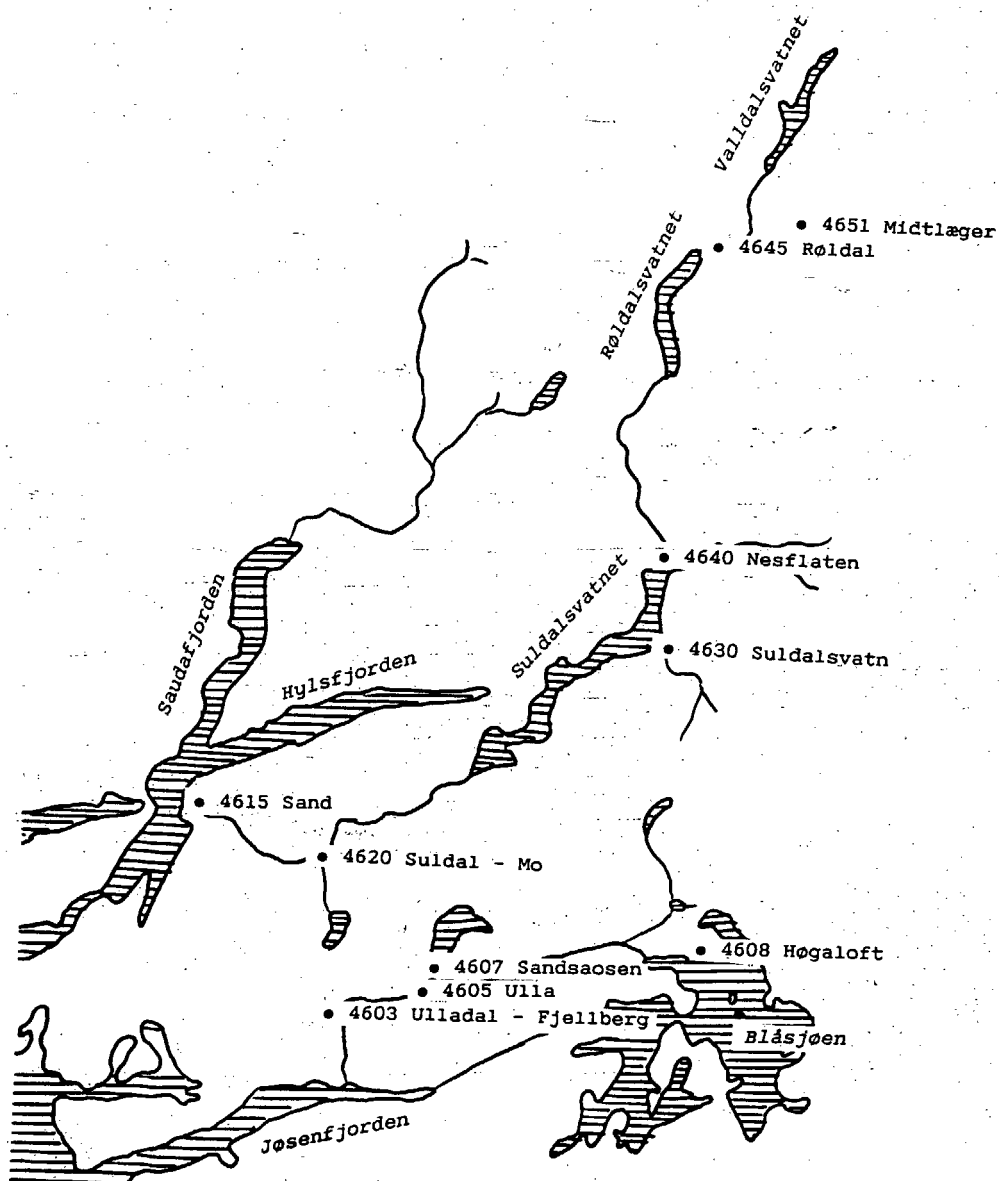 Valldalsvatnet
4651 Midtlæger
4645 Røldal
Røldalsvatnet
4640 Nesflaten
Suldalsvatnet
Saudafjorden
4630 Suldalsvatn
Hylsfjorden
4615 Sand
4620 Suldal - Mo
4608 Høgaloft
4607 Sandsaosen
4605 Ulla
4603 Ulladal - Fjellberg
Blåsjøen
Jøsenfjorden